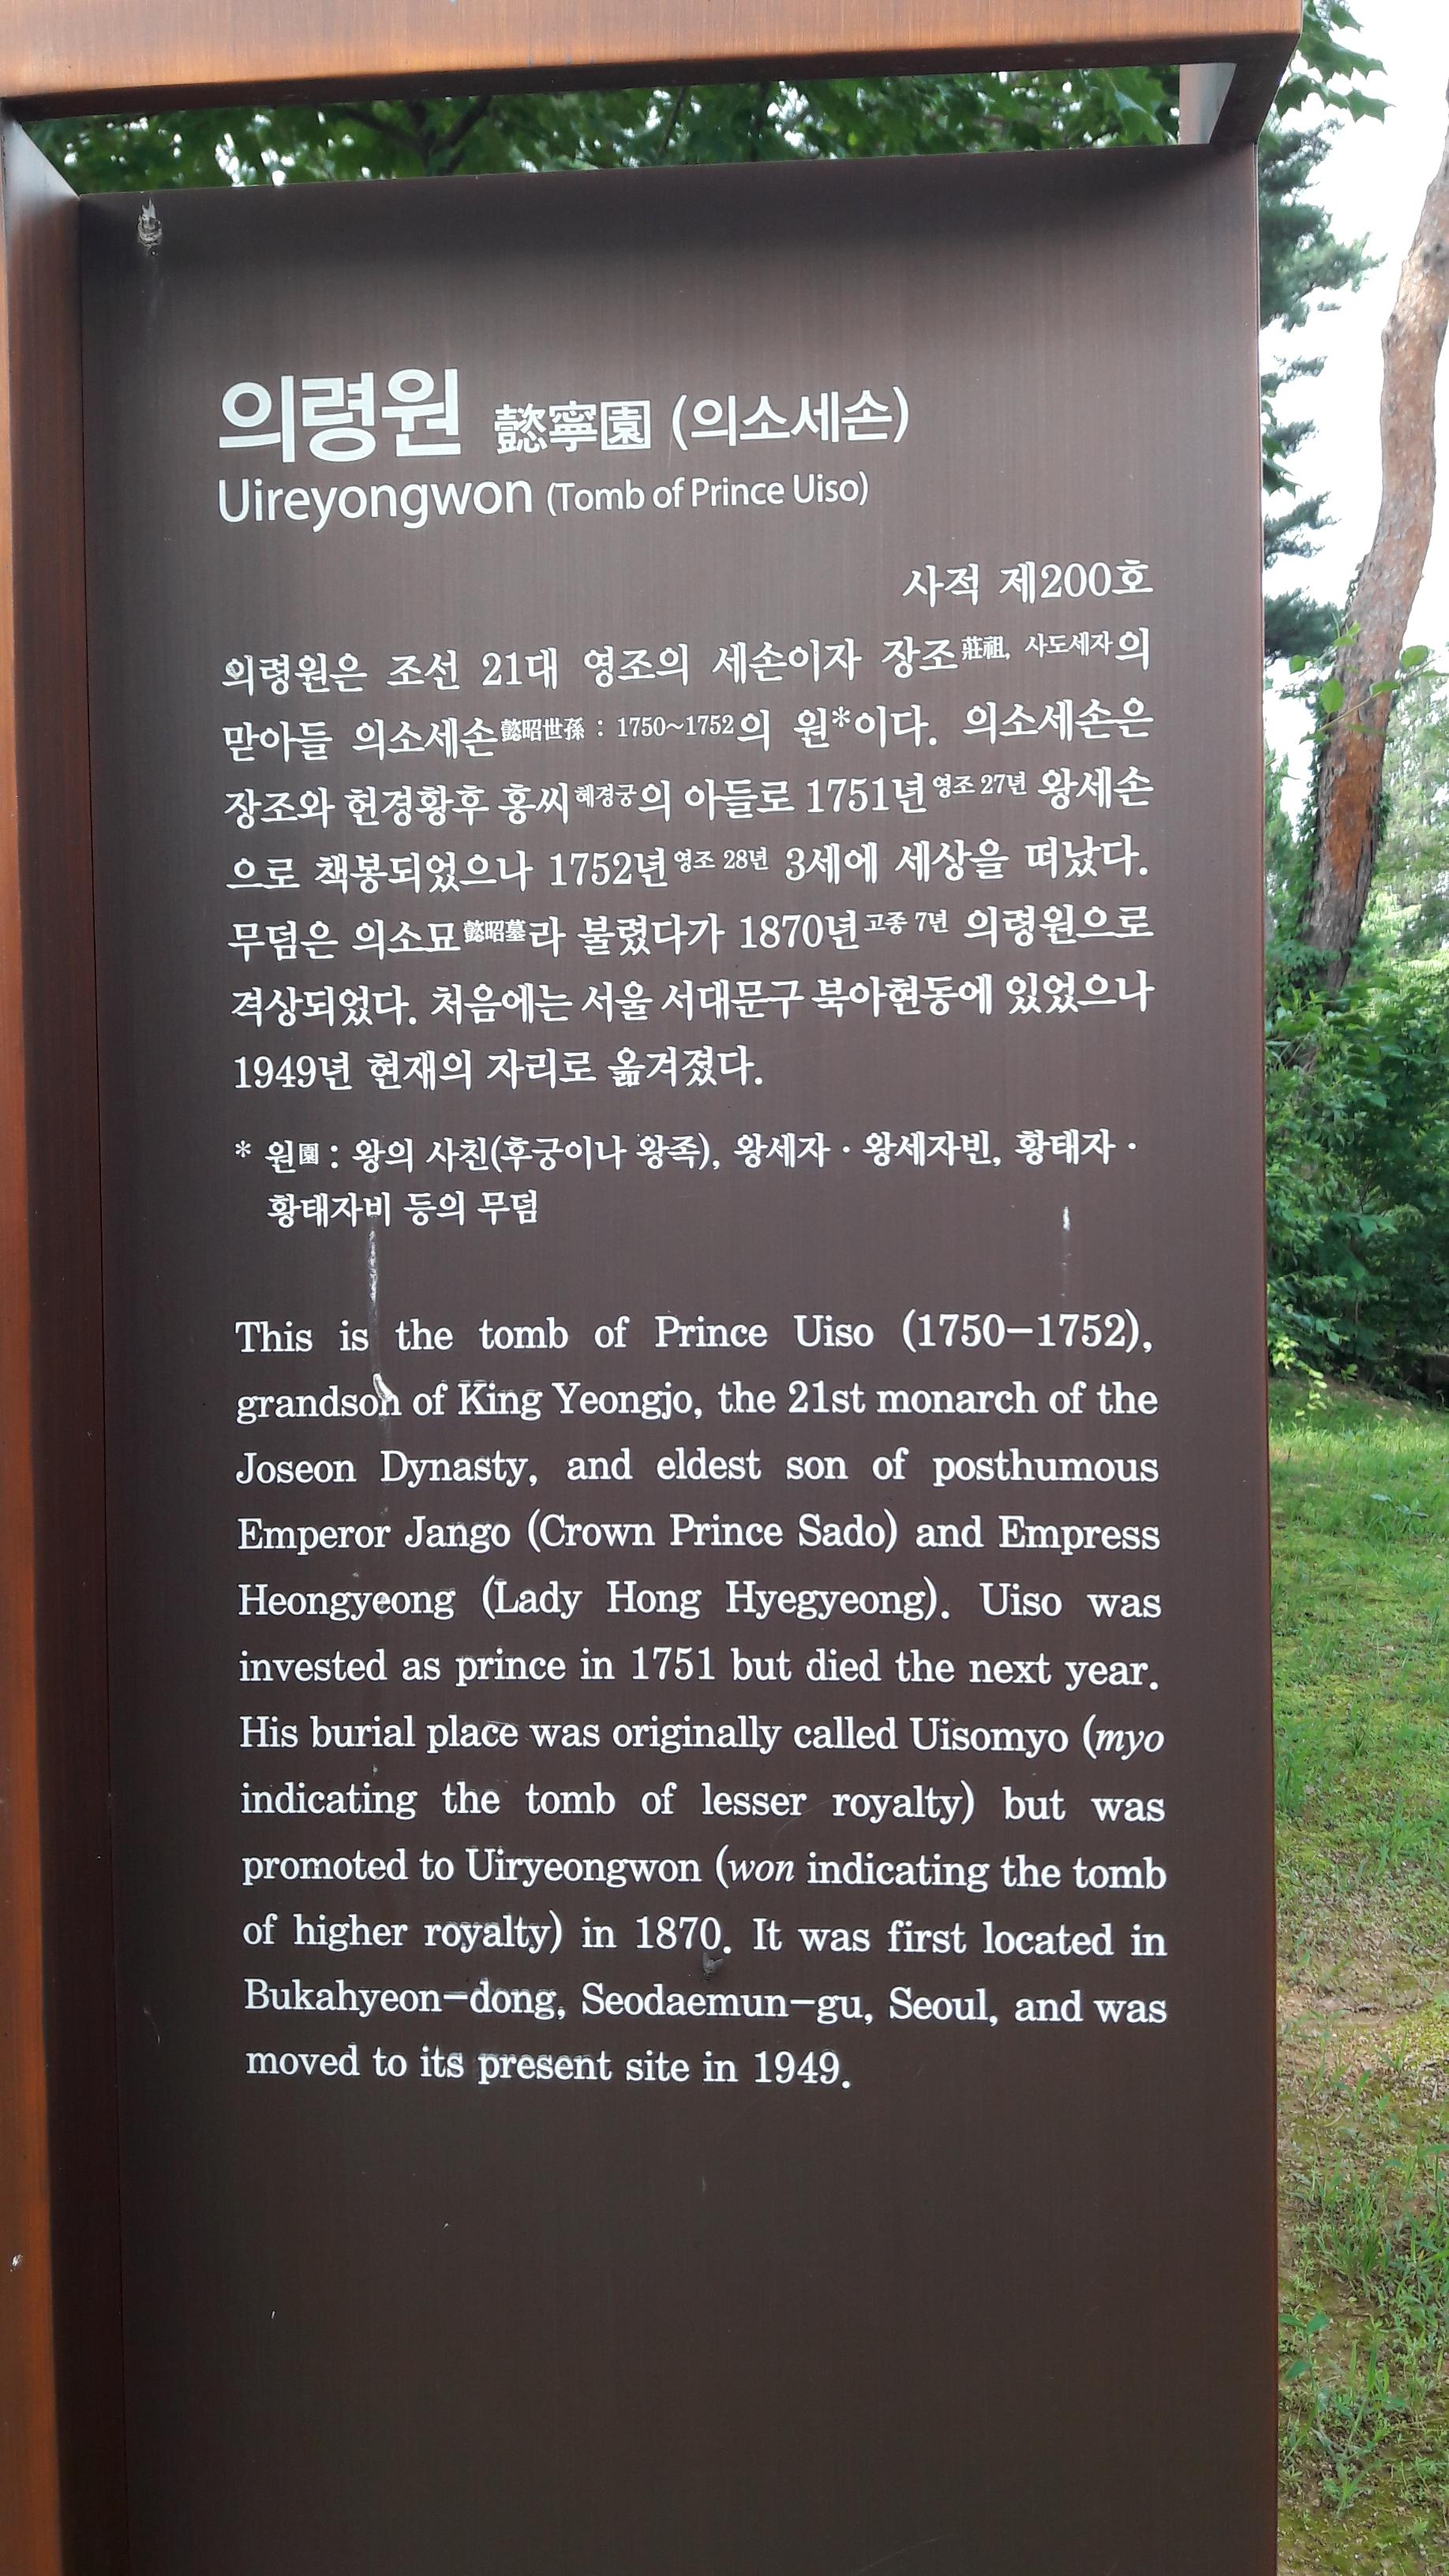 의령원 懿寧園 (의소세손)
Uireyongwon (Tomb of Prince Uiso)
사적 제200호
의령원은 조선 21대 영조의 세손이자 장조莊祖, 사도세자의
맏아들 의소세손懿昭世孫 : 1750~1752의 원*이다. 의소세손은
장조와 헌경황후 홍씨혜경궁의 아들로 1751년영조 27년 왕세손
으로 책봉되었으나 1752년영조 28년 3세에 세상을 떠났다.
무덤은 의소묘懿昭墓라 불렸다가 1870년고종 7년 의령원으로
격상되었다. 처음에는 서울 서대문구 북아현동에 있었으나
1949년 현재의 자리로 옮겨졌다.
* 원園 : 왕의 사친(후궁이나 왕족), 왕세자 · 왕세자빈, 황태자 ·
황태자비 등의 무덤
This is the tomb of Prince Uiso (1750-1752),
grandson of King Yeongjo, the 21st monarch of the
Joseon Dynasty, and eldest son of posthumous
Emperor Jango (Crown Prince Sado) and Empress
Heongyeong (Lady Hong Hyegyeong). Uiso was
invested as prince in 1751 but died the next year.
His burial place was originally called Uisomyo (myo
indicating the tomb of lesser royalty) but was
promoted to Uiryeongwon (won indicating the tomb
of higher royalty) in 1870. It was first located in
Bukahyeon-dong, Seodaemun-gu, Seoul, and was
moved to its present site in 1949.